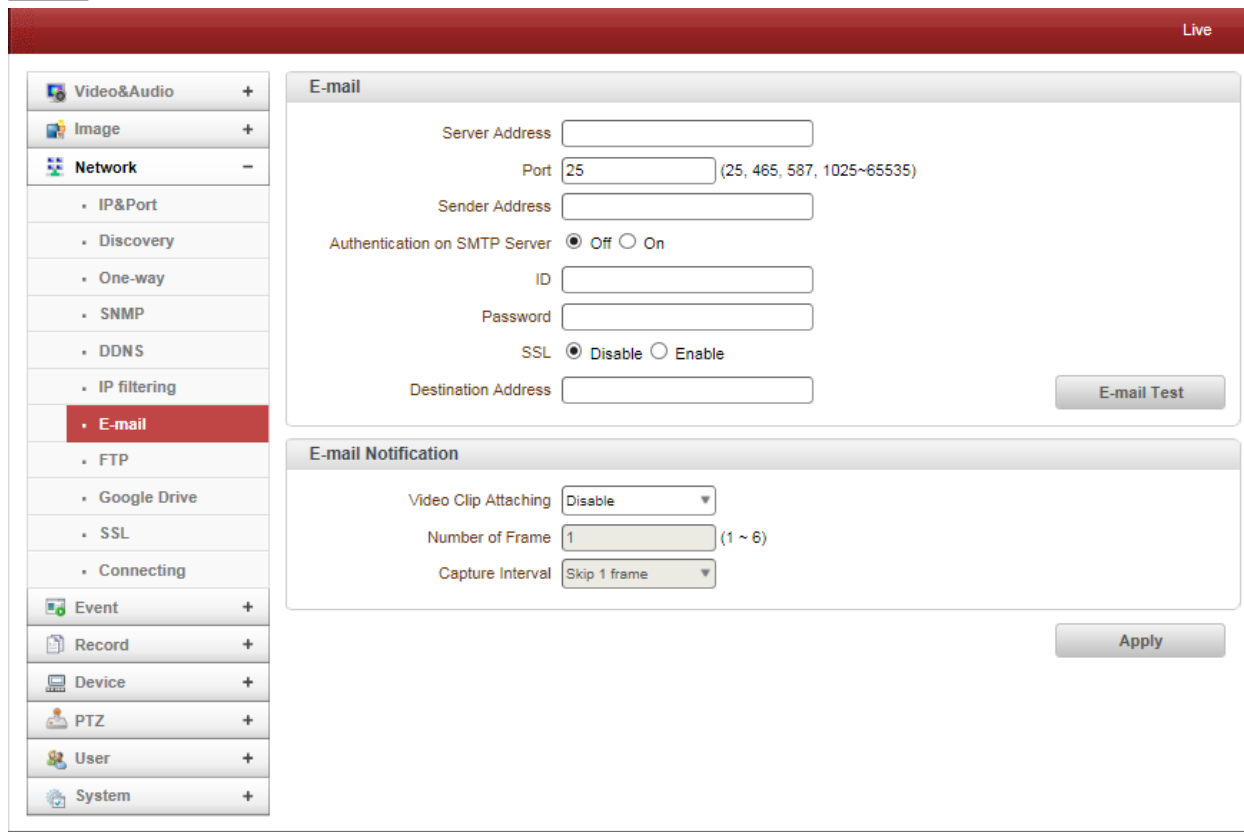 Live
Video&Audio +
Image +
Network −
IP&Port
Discovery
One-way
SNMP
DDNS
IP filtering
E-mail
FTP
Google Drive
SSL
Connecting
Event +
Record +
Device +
PTZ +
User +
System +
E-mail
Server Address
Port 25 (25, 465, 587, 1025~65535)
Sender Address
Authentication on SMTP Server Off On
ID
Password
SSL Disable Enable
Destination Address
E-mail Test
E-mail Notification
Video Clip Attaching Disable
Number of Frame 1 (1 ~ 6)
Capture Interval Skip 1 frame
Apply